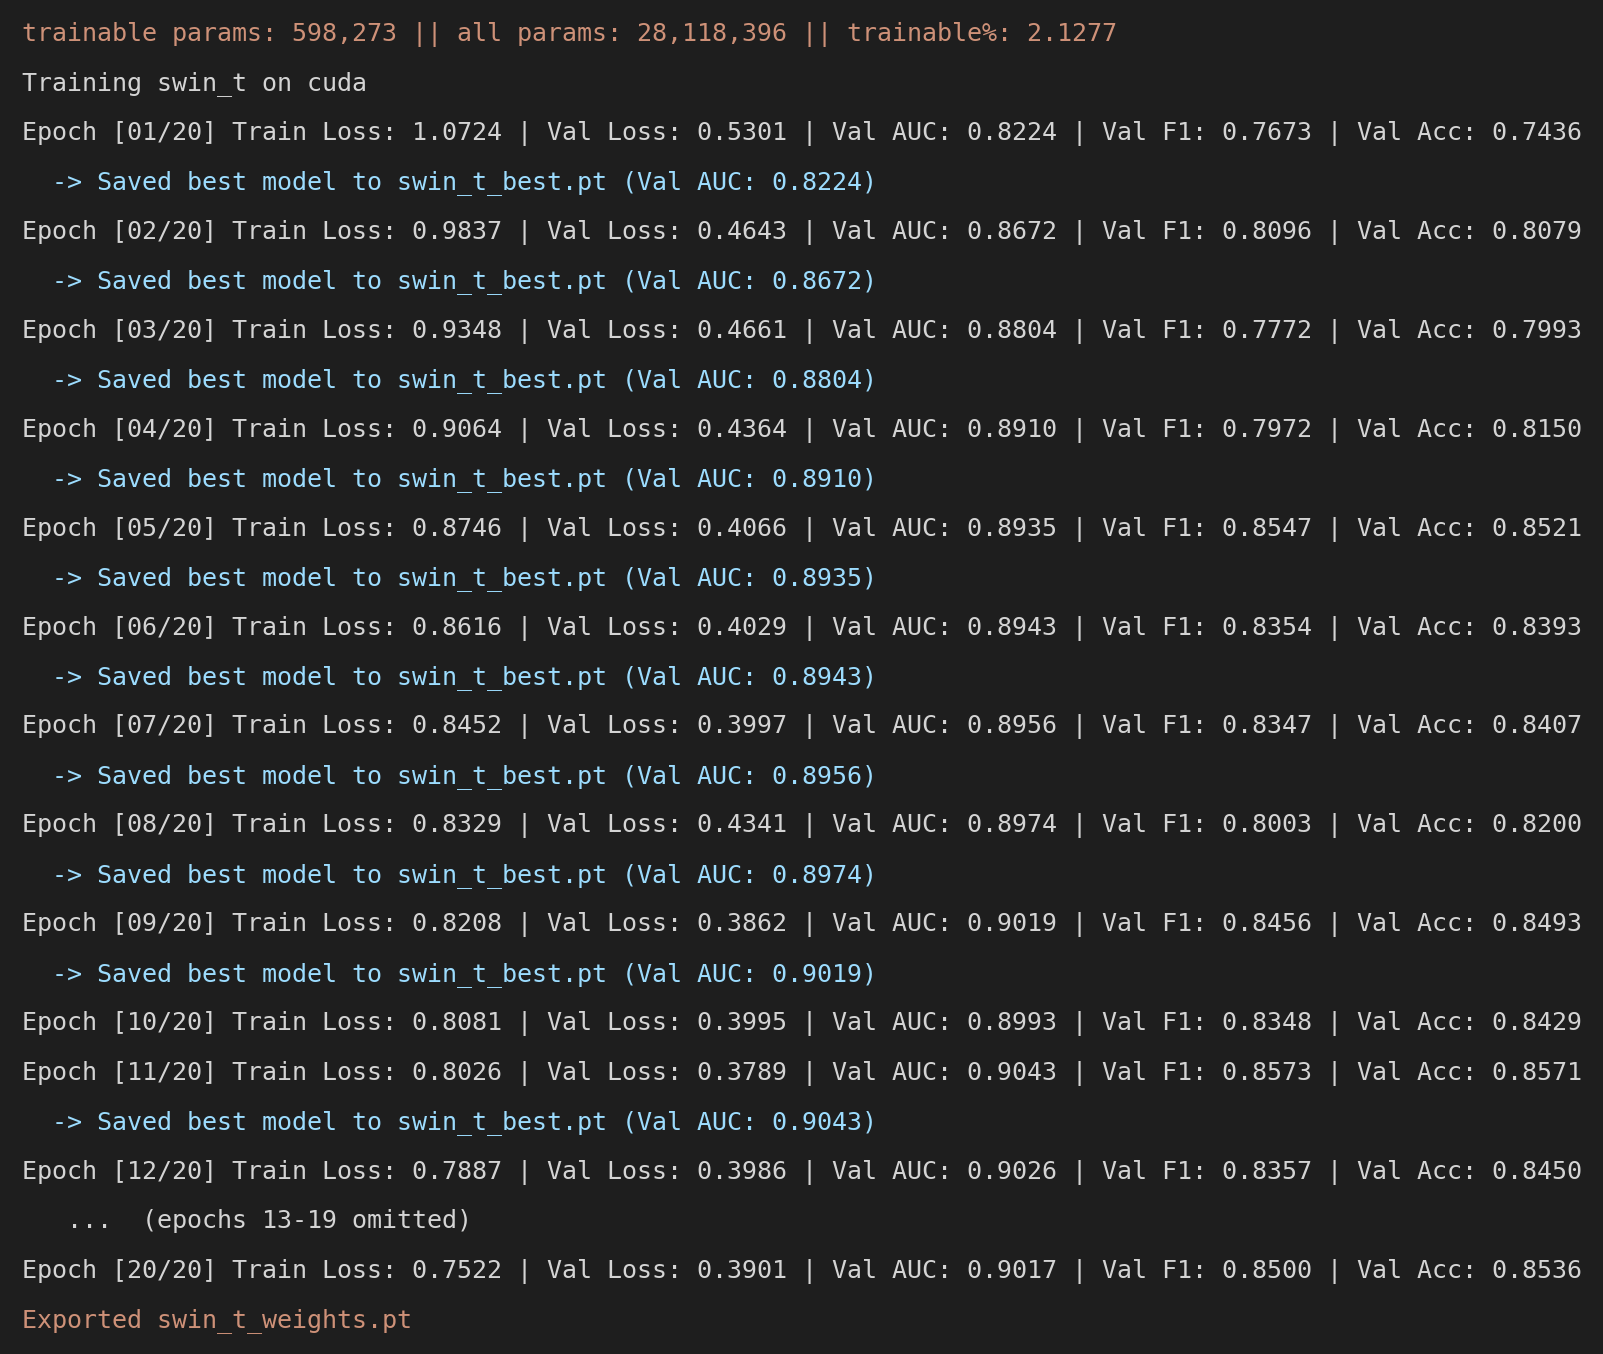 trainable params: 598,273 || all params: 28,118,396 || trainable%: 2.1277
Training swin_t on cuda
Epoch [01/20] Train Loss: 1.0724 | Val Loss: 0.5301 | Val AUC: 0.8224 | Val F1: 0.7673 | Val Acc: 0.7436
  -> Saved best model to swin_t_best.pt (Val AUC: 0.8224)
Epoch [02/20] Train Loss: 0.9837 | Val Loss: 0.4643 | Val AUC: 0.8672 | Val F1: 0.8096 | Val Acc: 0.8079
  -> Saved best model to swin_t_best.pt (Val AUC: 0.8672)
Epoch [03/20] Train Loss: 0.9348 | Val Loss: 0.4661 | Val AUC: 0.8804 | Val F1: 0.7772 | Val Acc: 0.7993
  -> Saved best model to swin_t_best.pt (Val AUC: 0.8804)
Epoch [04/20] Train Loss: 0.9064 | Val Loss: 0.4364 | Val AUC: 0.8910 | Val F1: 0.7972 | Val Acc: 0.8150
  -> Saved best model to swin_t_best.pt (Val AUC: 0.8910)
Epoch [05/20] Train Loss: 0.8746 | Val Loss: 0.4066 | Val AUC: 0.8935 | Val F1: 0.8547 | Val Acc: 0.8521
  -> Saved best model to swin_t_best.pt (Val AUC: 0.8935)
Epoch [06/20] Train Loss: 0.8616 | Val Loss: 0.4029 | Val AUC: 0.8943 | Val F1: 0.8354 | Val Acc: 0.8393
  -> Saved best model to swin_t_best.pt (Val AUC: 0.8943)
Epoch [07/20] Train Loss: 0.8452 | Val Loss: 0.3997 | Val AUC: 0.8956 | Val F1: 0.8347 | Val Acc: 0.8407
  -> Saved best model to swin_t_best.pt (Val AUC: 0.8956)
Epoch [08/20] Train Loss: 0.8329 | Val Loss: 0.4341 | Val AUC: 0.8974 | Val F1: 0.8003 | Val Acc: 0.8200
  -> Saved best model to swin_t_best.pt (Val AUC: 0.8974)
Epoch [09/20] Train Loss: 0.8208 | Val Loss: 0.3862 | Val AUC: 0.9019 | Val F1: 0.8456 | Val Acc: 0.8493
  -> Saved best model to swin_t_best.pt (Val AUC: 0.9019)
Epoch [10/20] Train Loss: 0.8081 | Val Loss: 0.3995 | Val AUC: 0.8993 | Val F1: 0.8348 | Val Acc: 0.8429
Epoch [11/20] Train Loss: 0.8026 | Val Loss: 0.3789 | Val AUC: 0.9043 | Val F1: 0.8573 | Val Acc: 0.8571
  -> Saved best model to swin_t_best.pt (Val AUC: 0.9043)
Epoch [12/20] Train Loss: 0.7887 | Val Loss: 0.3986 | Val AUC: 0.9026 | Val F1: 0.8357 | Val Acc: 0.8450
   ...  (epochs 13-19 omitted)
Epoch [20/20] Train Loss: 0.7522 | Val Loss: 0.3901 | Val AUC: 0.9017 | Val F1: 0.8500 | Val Acc: 0.8536
Exported swin_t_weights.pt